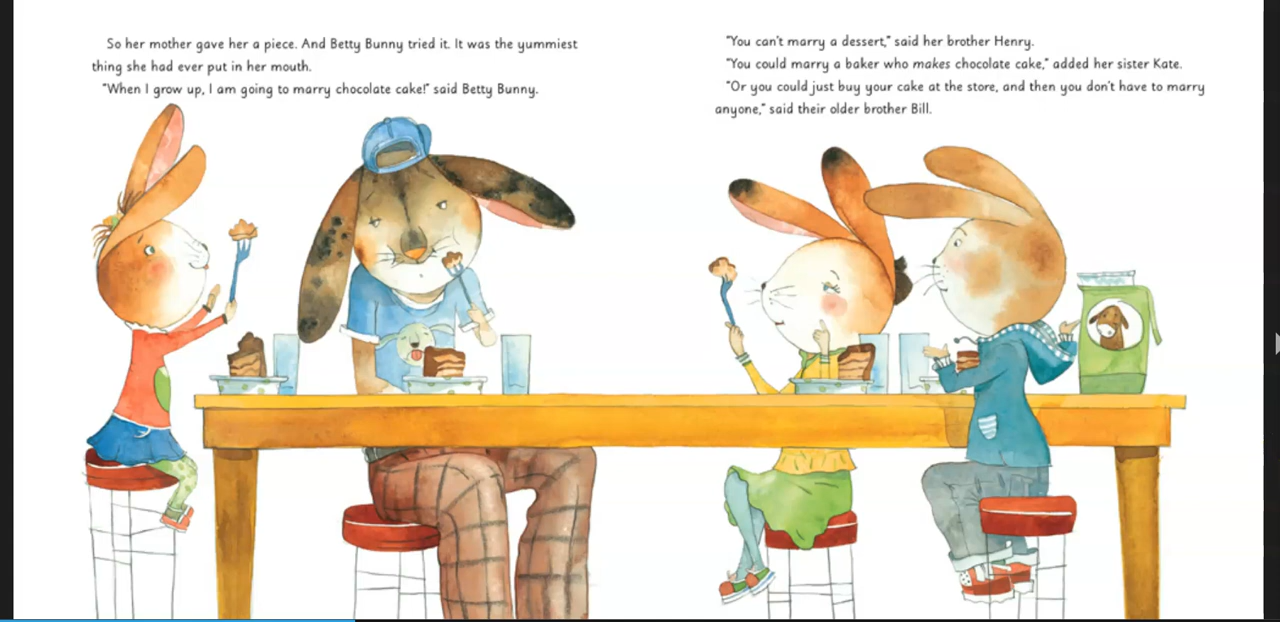 So her mother gave her a piece. And Betty Bunny tried it. It was the yummiest
thing she had ever put in her mouth.
"When I grow up, I am going to marry chocolate cake!" said Betty Bunny.
"You can't marry a dessert," said her brother Henry.
"You could marry a baker who makes chocolate cake," added her sister Kate.
"Or you could just buy your cake at the store, and then you don't have to marry
anyone," said their older brother Bill.